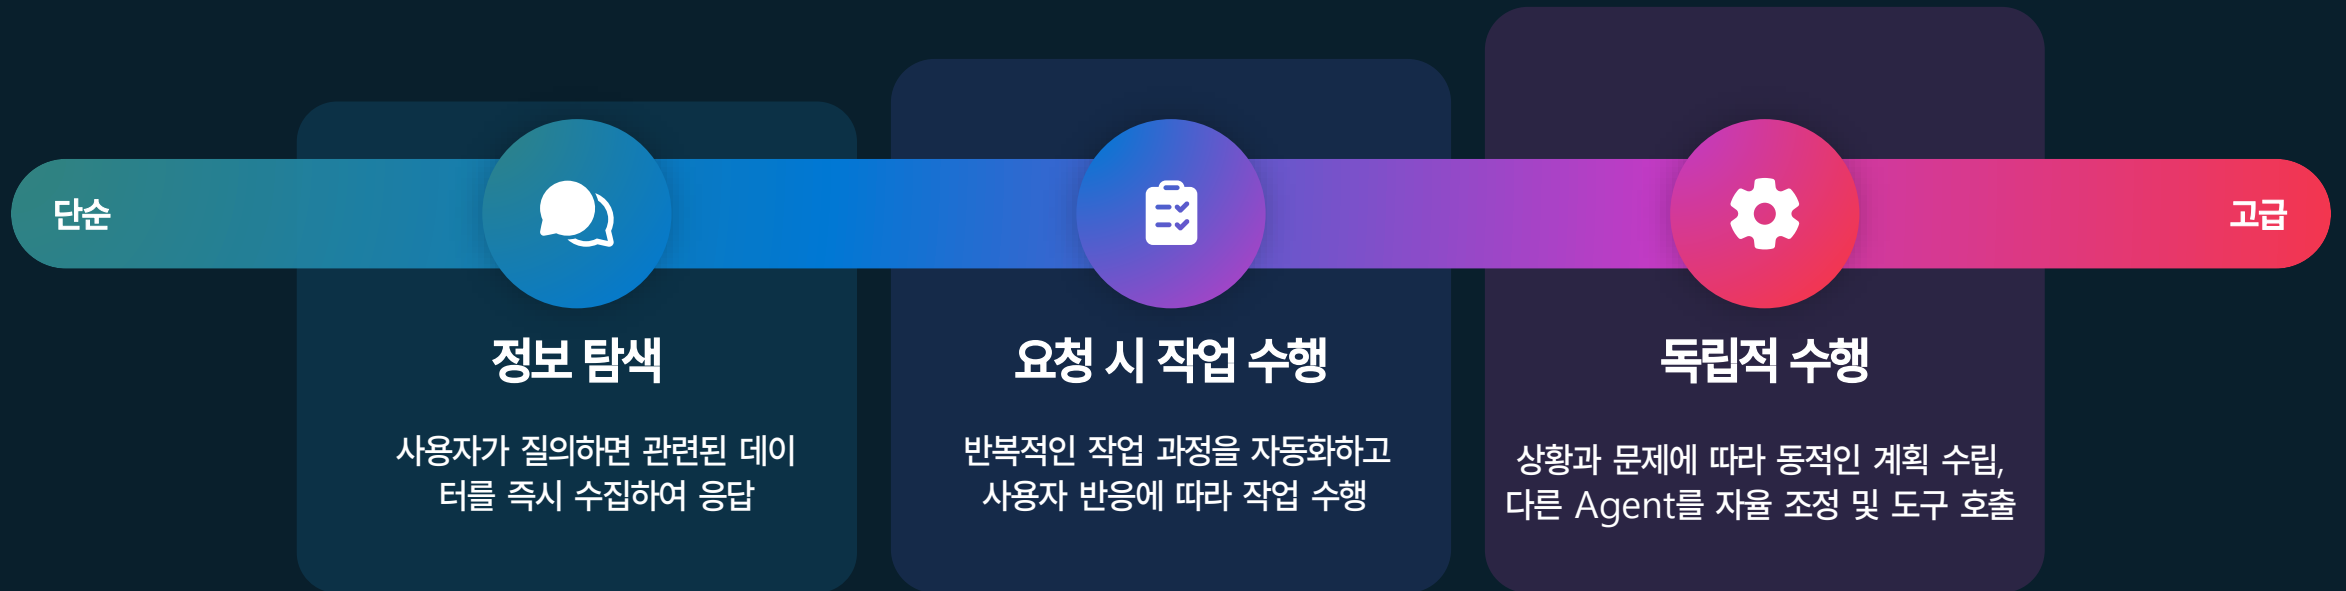 단순
고급
정보 탐색
사용자가 질의하면 관련된 데이
터를 즉시 수집하여 응답
요청 시 작업 수행
반복적인 작업 과정을 자동화하고
사용자 반응에 따라 작업 수행
독립적 수행
상황과 문제에 따라 동적인 계획 수립,
다른 Agent를 자율 조정 및 도구 호출